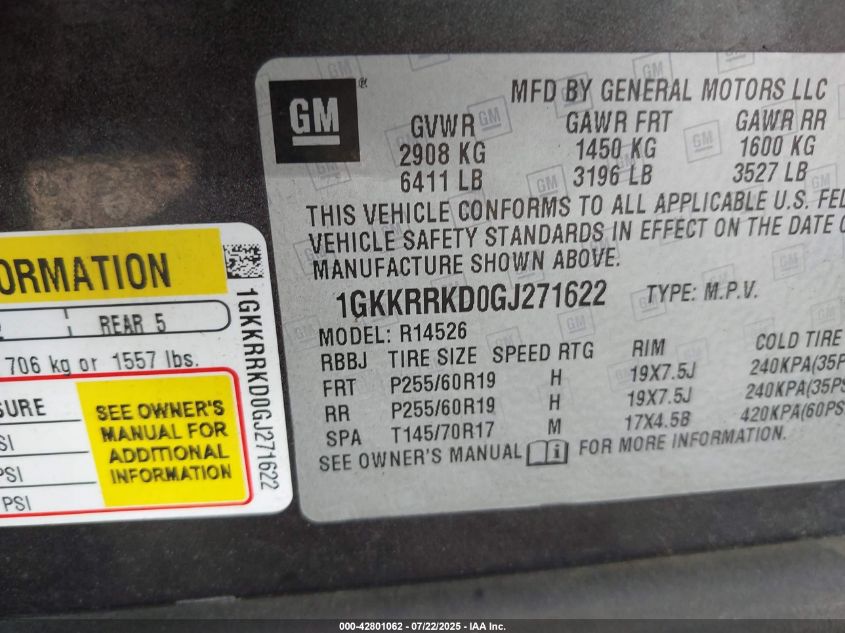 GM
®
MFD BY GENERAL MOTORS LLC
GVWR GAWR FRT GAWR RR
2908 KG 1450 KG 1600 KG
6411 LB 3196 LB 3527 LB
THIS VEHICLE CONFORMS TO ALL APPLICABLE U.S. FED
VEHICLE SAFETY STANDARDS IN EFFECT ON THE DATE O
MANUFACTURE SHOWN ABOVE.
1GKKRRKD0GJ271622 TYPE: M.P.V.
MODEL: R14526
RBBJ TIRE SIZE SPEED RTG RIM COLD TIRE
FRT P255/60R19 H 19X7.5J 240KPA(35P
RR P255/60R19 H 19X7.5J 240KPA(35PS
SPA T145/70R17 M 17X4.5B 420KPA(60PS
SEE OWNER'S MANUAL i FOR MORE INFORMATION.
ORMATION
REAR 5
706 kg or 1557 lbs.
SURE
SI
PSI
PSI
SEE OWNER'S
MANUAL FOR
ADDITIONAL
INFORMATION
1GKKRRKD0GJ271622
000-42801062 - 07/22/2025 - IAA Inc.